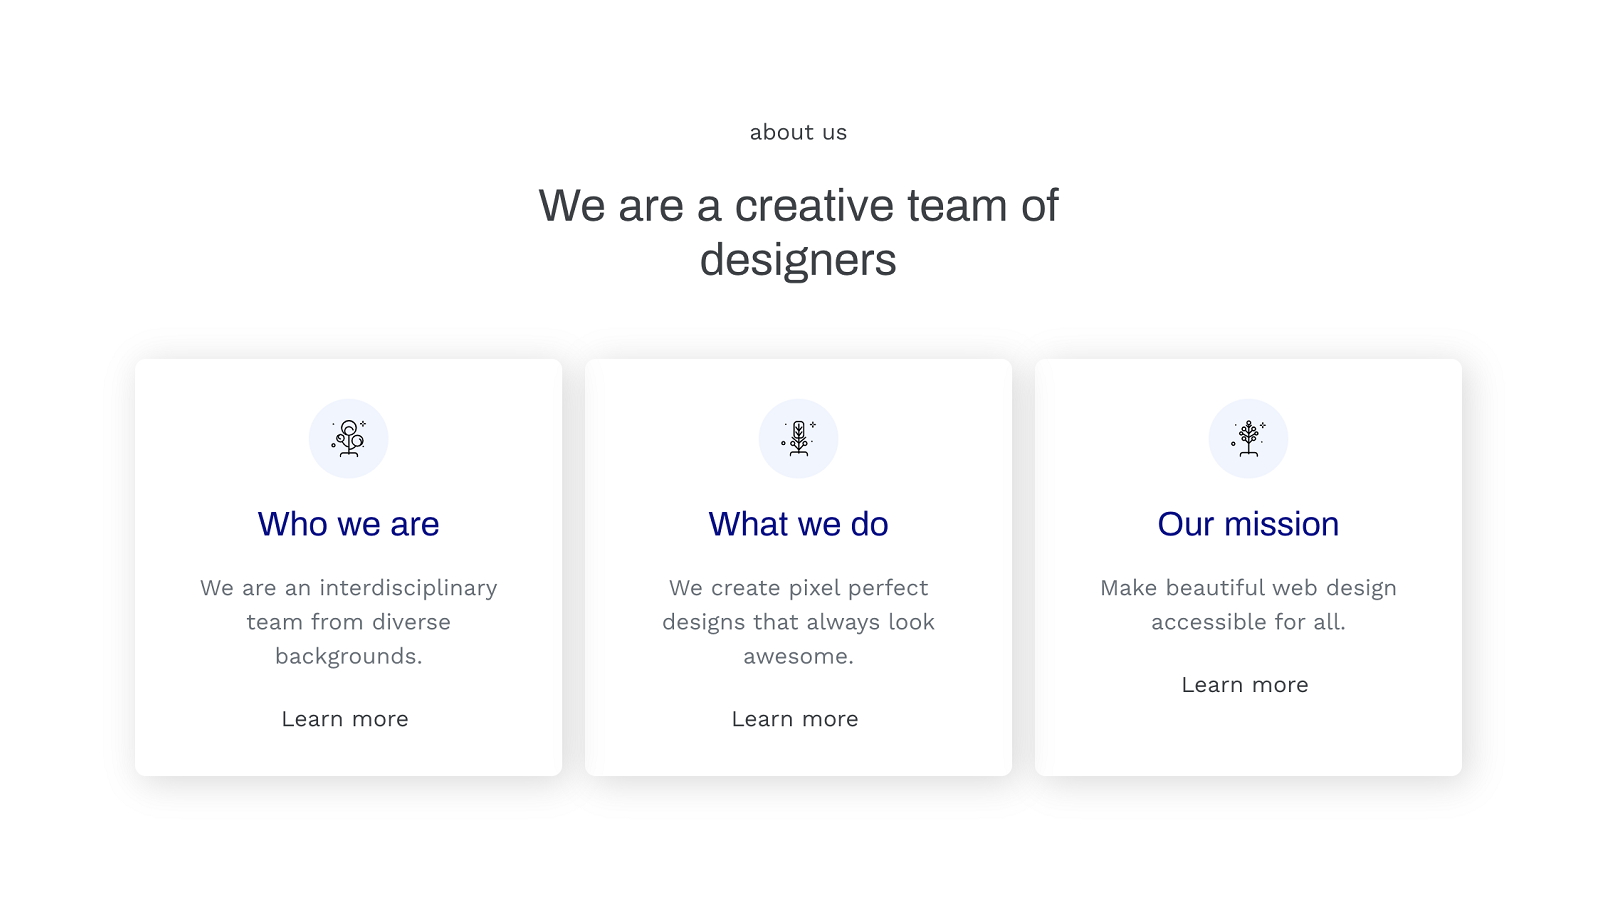 about us
We are a creative team of
designers
Who we are
We are an interdisciplinary
team from diverse
backgrounds.
Learn more
What we do
We create pixel perfect
designs that always look
awesome.
Learn more
Our mission
Make beautiful web design
accessible for all.
Learn more